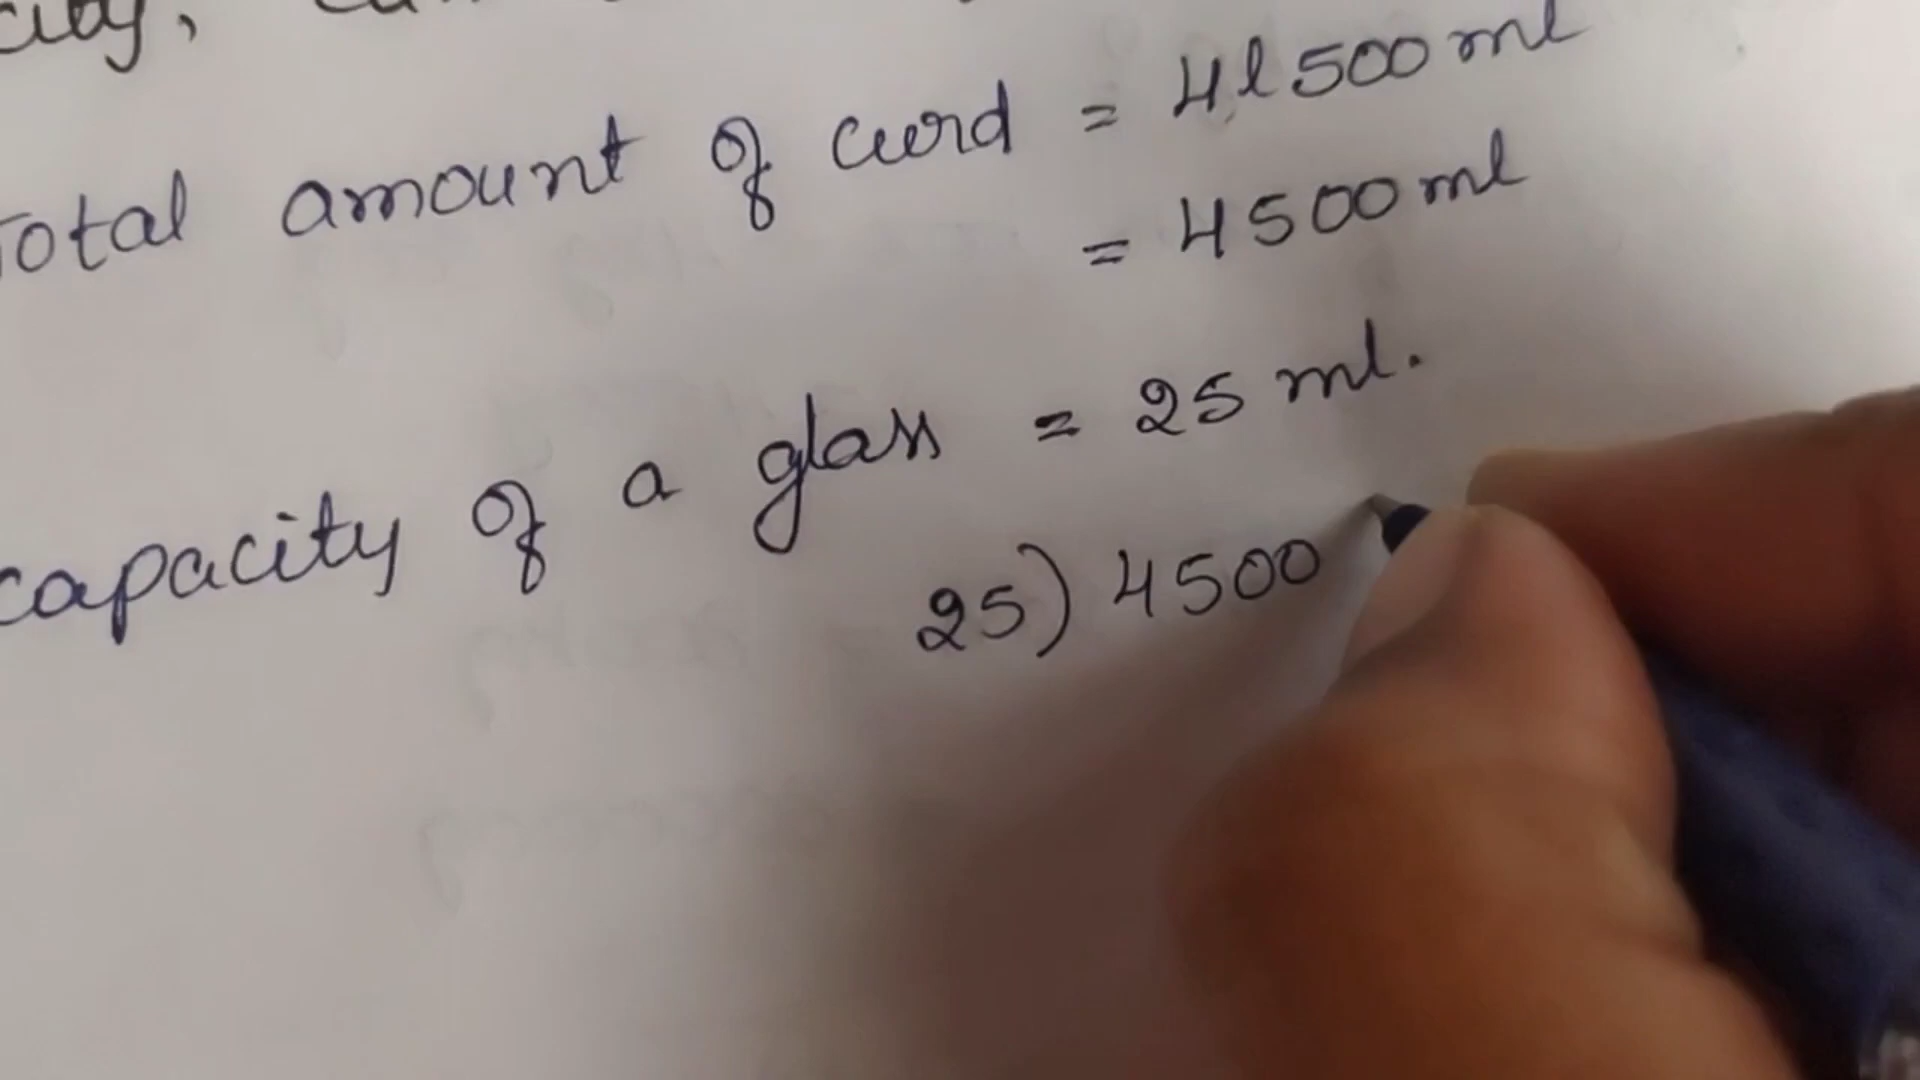 Total amount of curd = 4l 500 ml
= 4500 ml
capacity of a glass = 25 ml.
25) 4500